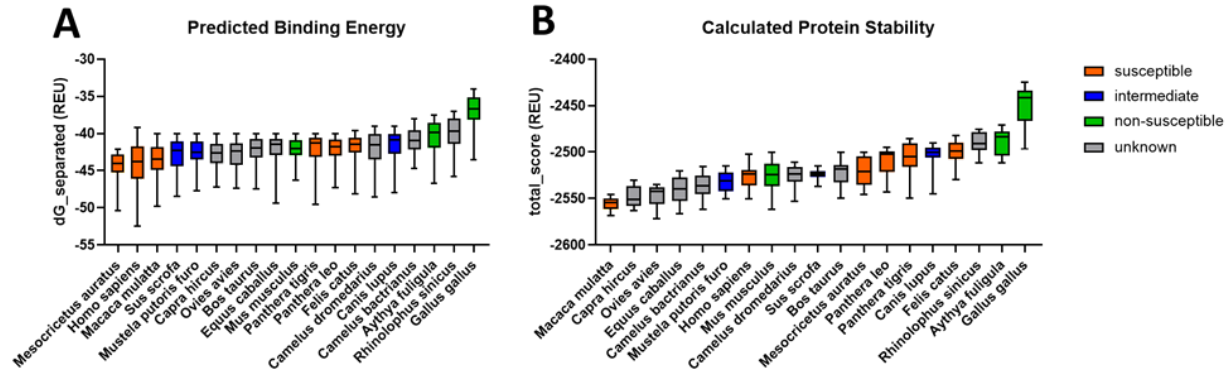 A
Predicted Binding Energy
dG_separated (REU)
-30
-35
-40
-45
-50
-55
Mesocricetus auratus
Homo sapiens
Macaca mulatta
Sus scrofa
Mustela putoris furo
Capra hircus
Ovies avies
Bos taurus
Equus caballus
Mus musculus
Panthera tigris
Panthera leo
Felis catus
Camelus dromedarius
Canis lupus
Camelus bactrianus
Aythya fuligula
Rhinolophus sinicus
Gallus gallus
B
Calculated Protein Stability
total_score (REU)
-2400
-2450
-2500
-2550
-2600
Macaca mulatta
Capra hircus
Ovies avies
Equus caballus
Camelus bactrianus
Mustela putoris furo
Homo sapiens
Mus musculus
Camelus dromedarius
Sus scrofa
Bos taurus
Mesocricetus auratus
Panthera leo
Panthera tigris
Canis lupus
Felis catus
Rhinolophus sinicus
Aythya fuligula
Gallus gallus
susceptible
intermediate
non-susceptible
unknown